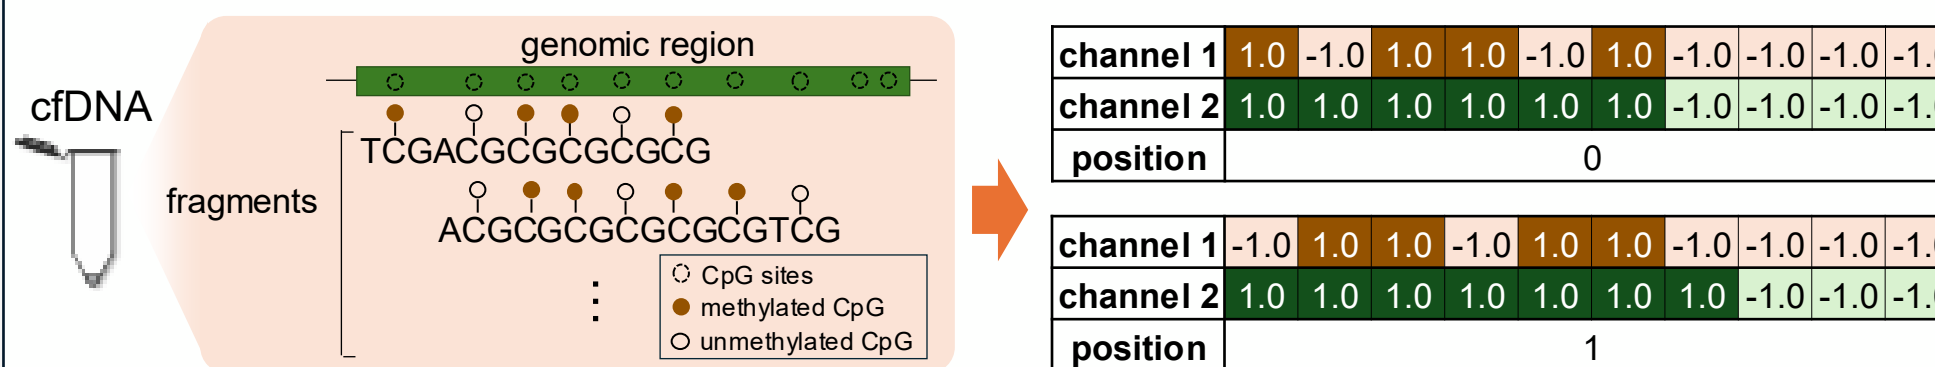 genomic region
cfDNA
fragments
TCGACGCGCGCGCG
ACGCGCGCGCGCGTCG
CpG sites
methylated CpG
unmethylated CpG
channel 1 1.0 -1.0 1.0 1.0 -1.0 1.0 -1.0 -1.0 -1.0 -1.
channel 2 1.0 1.0 1.0 1.0 1.0 1.0 -1.0 -1.0 -1.0 -1.
position 0
channel 1 -1.0 1.0 1.0 -1.0 1.0 1.0 -1.0 -1.0 -1.0 -1.
channel 2 1.0 1.0 1.0 1.0 1.0 1.0 1.0 -1.0 -1.0 -1.
position 1